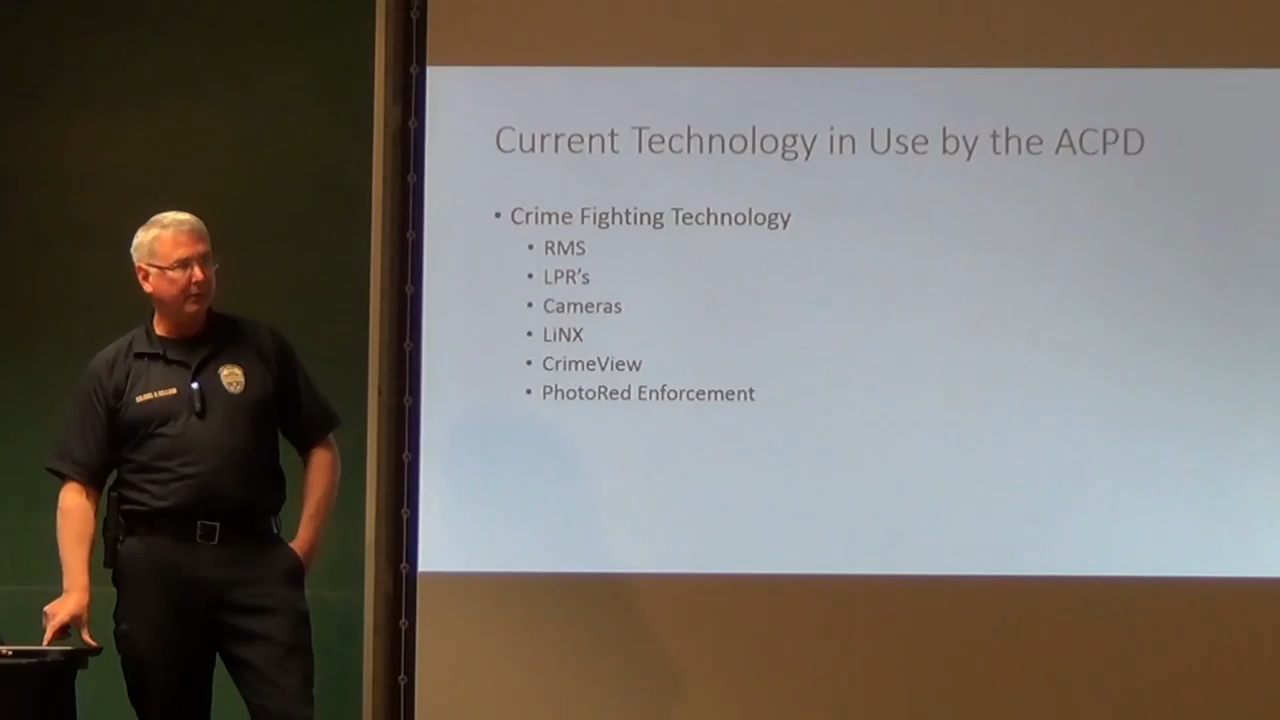 Current Technology in Use by the ACPD
• Crime Fighting Technology
• RMS
• LPR's
• Cameras
• LiNX
• CrimeView
• PhotoRed Enforcement